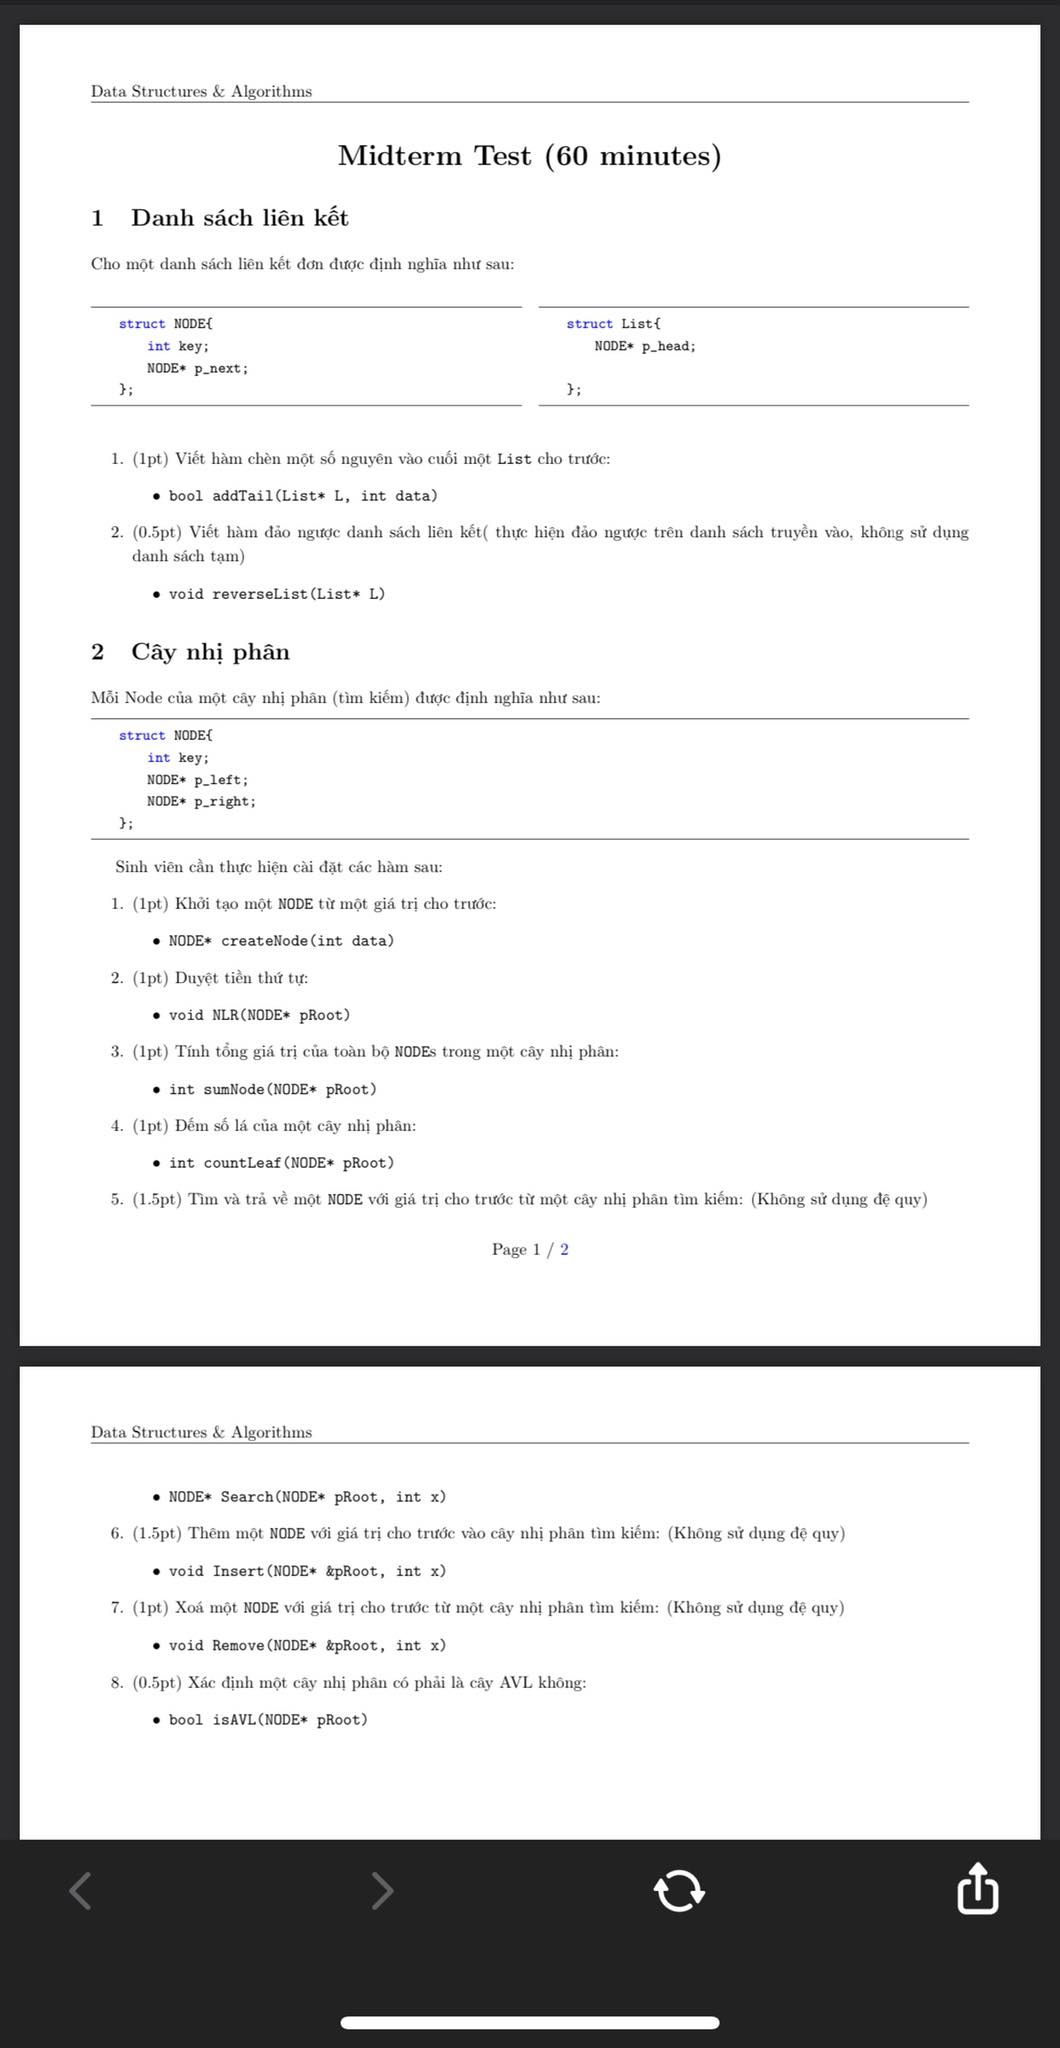 Data Structures & Algorithms
Midterm Test (60 minutes)
1 Danh sách liên kết
Cho một danh sách liên kết đơn được định nghĩa như sau:
struct NODE{
int key;
NODE* p_next;
};
struct List{
NODE* p_head;
};
1. (1pt) Viết hàm chèn một số nguyên vào cuối một List cho trước:
• bool addTail(List* L, int data)
2. (0.5pt) Viết hàm đảo ngược danh sách liên kết( thực hiện đảo ngược trên danh sách truyền vào, không sử dụng
danh sách tạm)
• void reverseList(List* L)
2 Cây nhị phân
Mỗi Node của một cây nhị phân (tìm kiếm) được định nghĩa như sau:
struct NODE{
int key;
NODE* p_left;
NODE* p_right;
};
Sinh viên cần thực hiện cài đặt các hàm sau:
1. (1pt) Khởi tạo một NODE từ một giá trị cho trước:
• NODE* createNode(int data)
2. (1pt) Duyệt tiền thứ tự:
• void NLR(NODE* pRoot)
3. (1pt) Tính tổng giá trị của toàn bộ NODEs trong một cây nhị phân:
• int sumNode(NODE* pRoot)
4. (1pt) Đếm số lá của một cây nhị phân:
• int countLeaf(NODE* pRoot)
5. (1.5pt) Tìm và trả về một NODE với giá trị cho trước từ một cây nhị phân tìm kiếm: (Không sử dụng đệ quy)
Page 1 / 2
Data Structures & Algorithms
• NODE* Search(NODE* pRoot, int x)
6. (1.5pt) Thêm một NODE với giá trị cho trước vào cây nhị phân tìm kiếm: (Không sử dụng đệ quy)
• void Insert(NODE* &pRoot, int x)
7. (1pt) Xoá một NODE với giá trị cho trước từ một cây nhị phân tìm kiếm: (Không sử dụng đệ quy)
• void Remove(NODE* &pRoot, int x)
8. (0.5pt) Xác định một cây nhị phân có phải là cây AVL không:
• bool isAVL(NODE* pRoot)